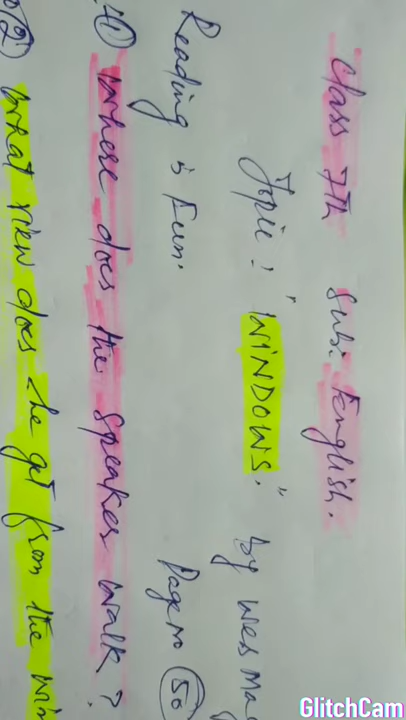 Class 7th Sub: English.
Topic: "WINDOWS." by Wes
Reading is Fun. Page no 50
(1) Where does the speaker walk?
(2) What view does he get from the
GlitchCam